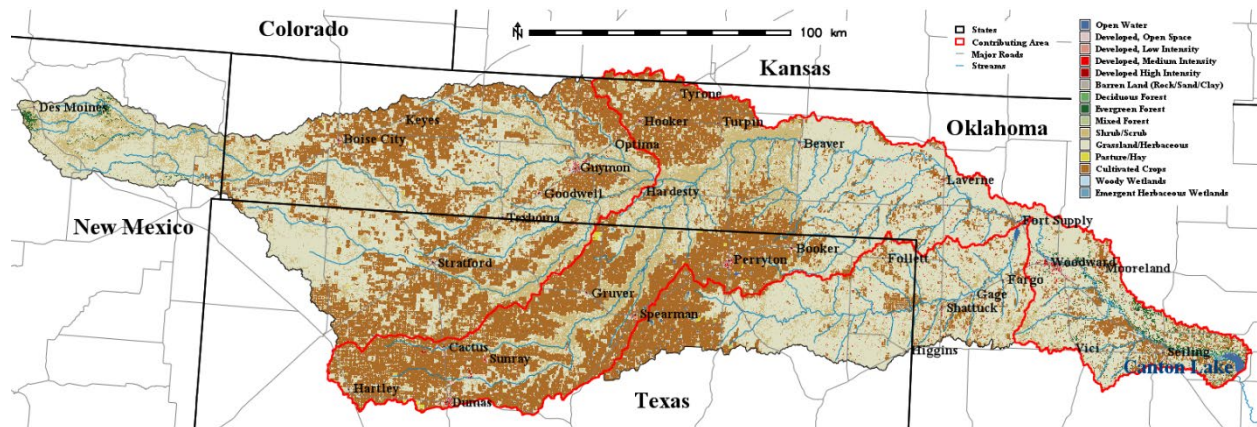 Colorado
N
100 km
Kansas
Oklahoma
New Mexico
Texas
States
Contributing Area
Major Roads
Streams
Open Water
Developed, Open Space
Developed, Low Intensity
Developed, Medium Intensity
Developed High Intensity
Barren Land (Rock/Sand/Clay)
Deciduous Forest
Evergreen Forest
Mixed Forest
Shrub/Scrub
Grassland/Herbaceous
Pasture/Hay
Cultivated Crops
Woody Wetlands
Emergent Herbaceous Wetlands
Des Moines
Keyes
Boise City
Tyrone
Hooker
Turpin
Optima
Beaver
Guymon
Goodwell
Hardesty
Laverne
Texhoma
Fort Supply
Stratford
Booker
Perryton
Follett
Woodward
Mooreland
Fargo
Gage
Shattuck
Gruver
Spearman
Cactus
Sunray
Higgins
Vici
Seiling
Canton Lake
Hartley
Dumas